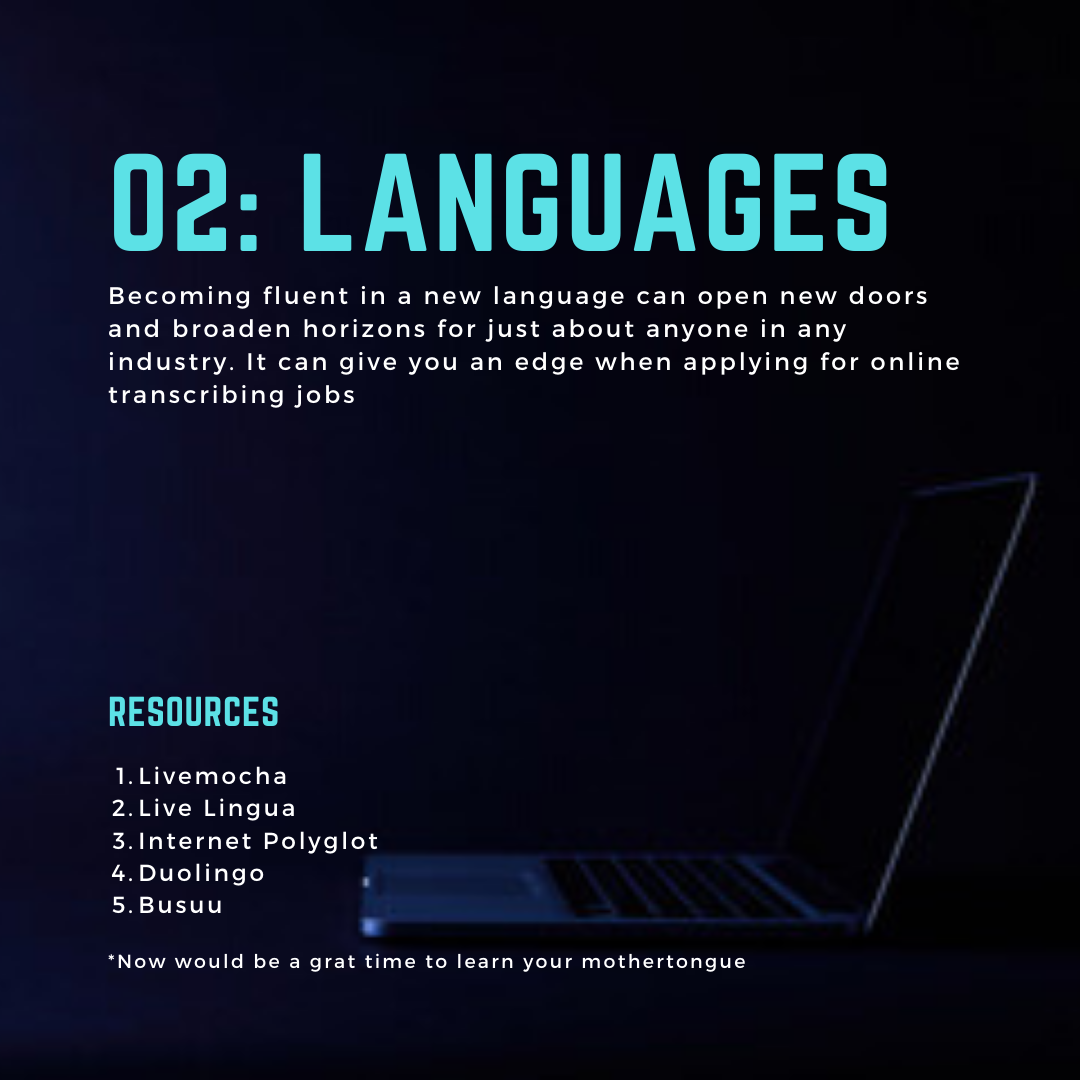 02: LANGUAGES
Becoming fluent in a new language can open new doors
and broaden horizons for just about anyone in any
industry. It can give you an edge when applying for online
transcribing jobs
RESOURCES
1. Livemocha
2. Live Lingua
3. Internet Polyglot
4. Duolingo
5. Busuu
*Now would be a grat time to learn your mothertongue